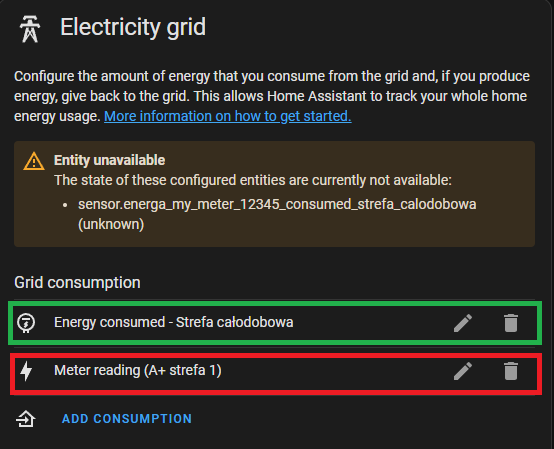 Electricity grid
Configure the amount of energy that you consume from the grid and, if you produce
energy, give back to the grid. This allows Home Assistant to track your whole home
energy usage. More information on how to get started.
Entity unavailable
The state of these configured entities are currently not available:
• sensor.energa_my_meter_12345_consumed_strefa_calodobowa
(unknown)
Grid consumption
Energy consumed - Strefa całodobowa
Meter reading (A+ strefa 1)
ADD CONSUMPTION